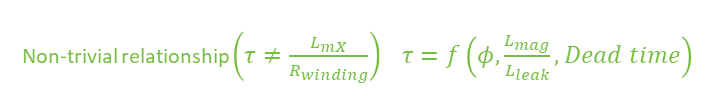 Non-trivial relationship (τ ≠ L_mX / R_winding) τ = f (ϕ, L_mag / L_leak, Dead time)